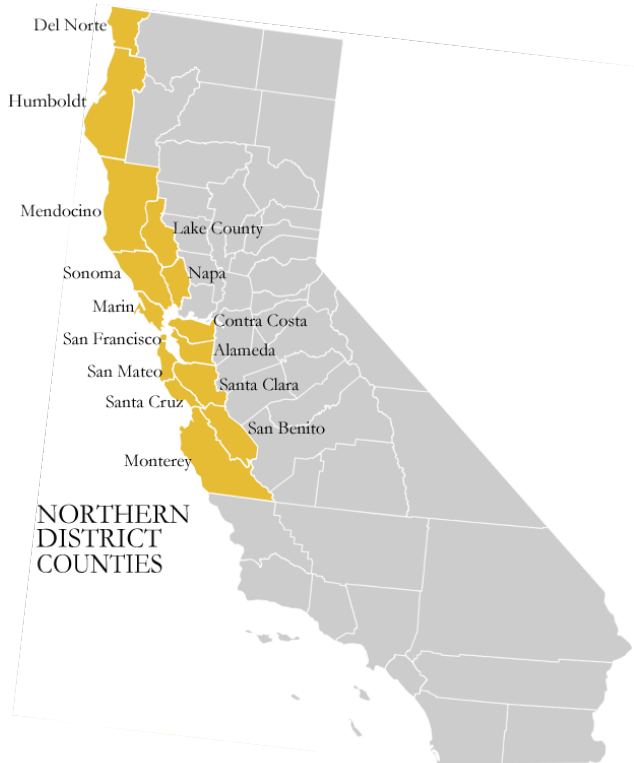 Del Norte
Humboldt
Mendocino
Lake County
Sonoma
Napa
Marin
Contra Costa
San Francisco
Alameda
San Mateo
Santa Clara
Santa Cruz
San Benito
Monterey
NORTHERN
DISTRICT
COUNTIES